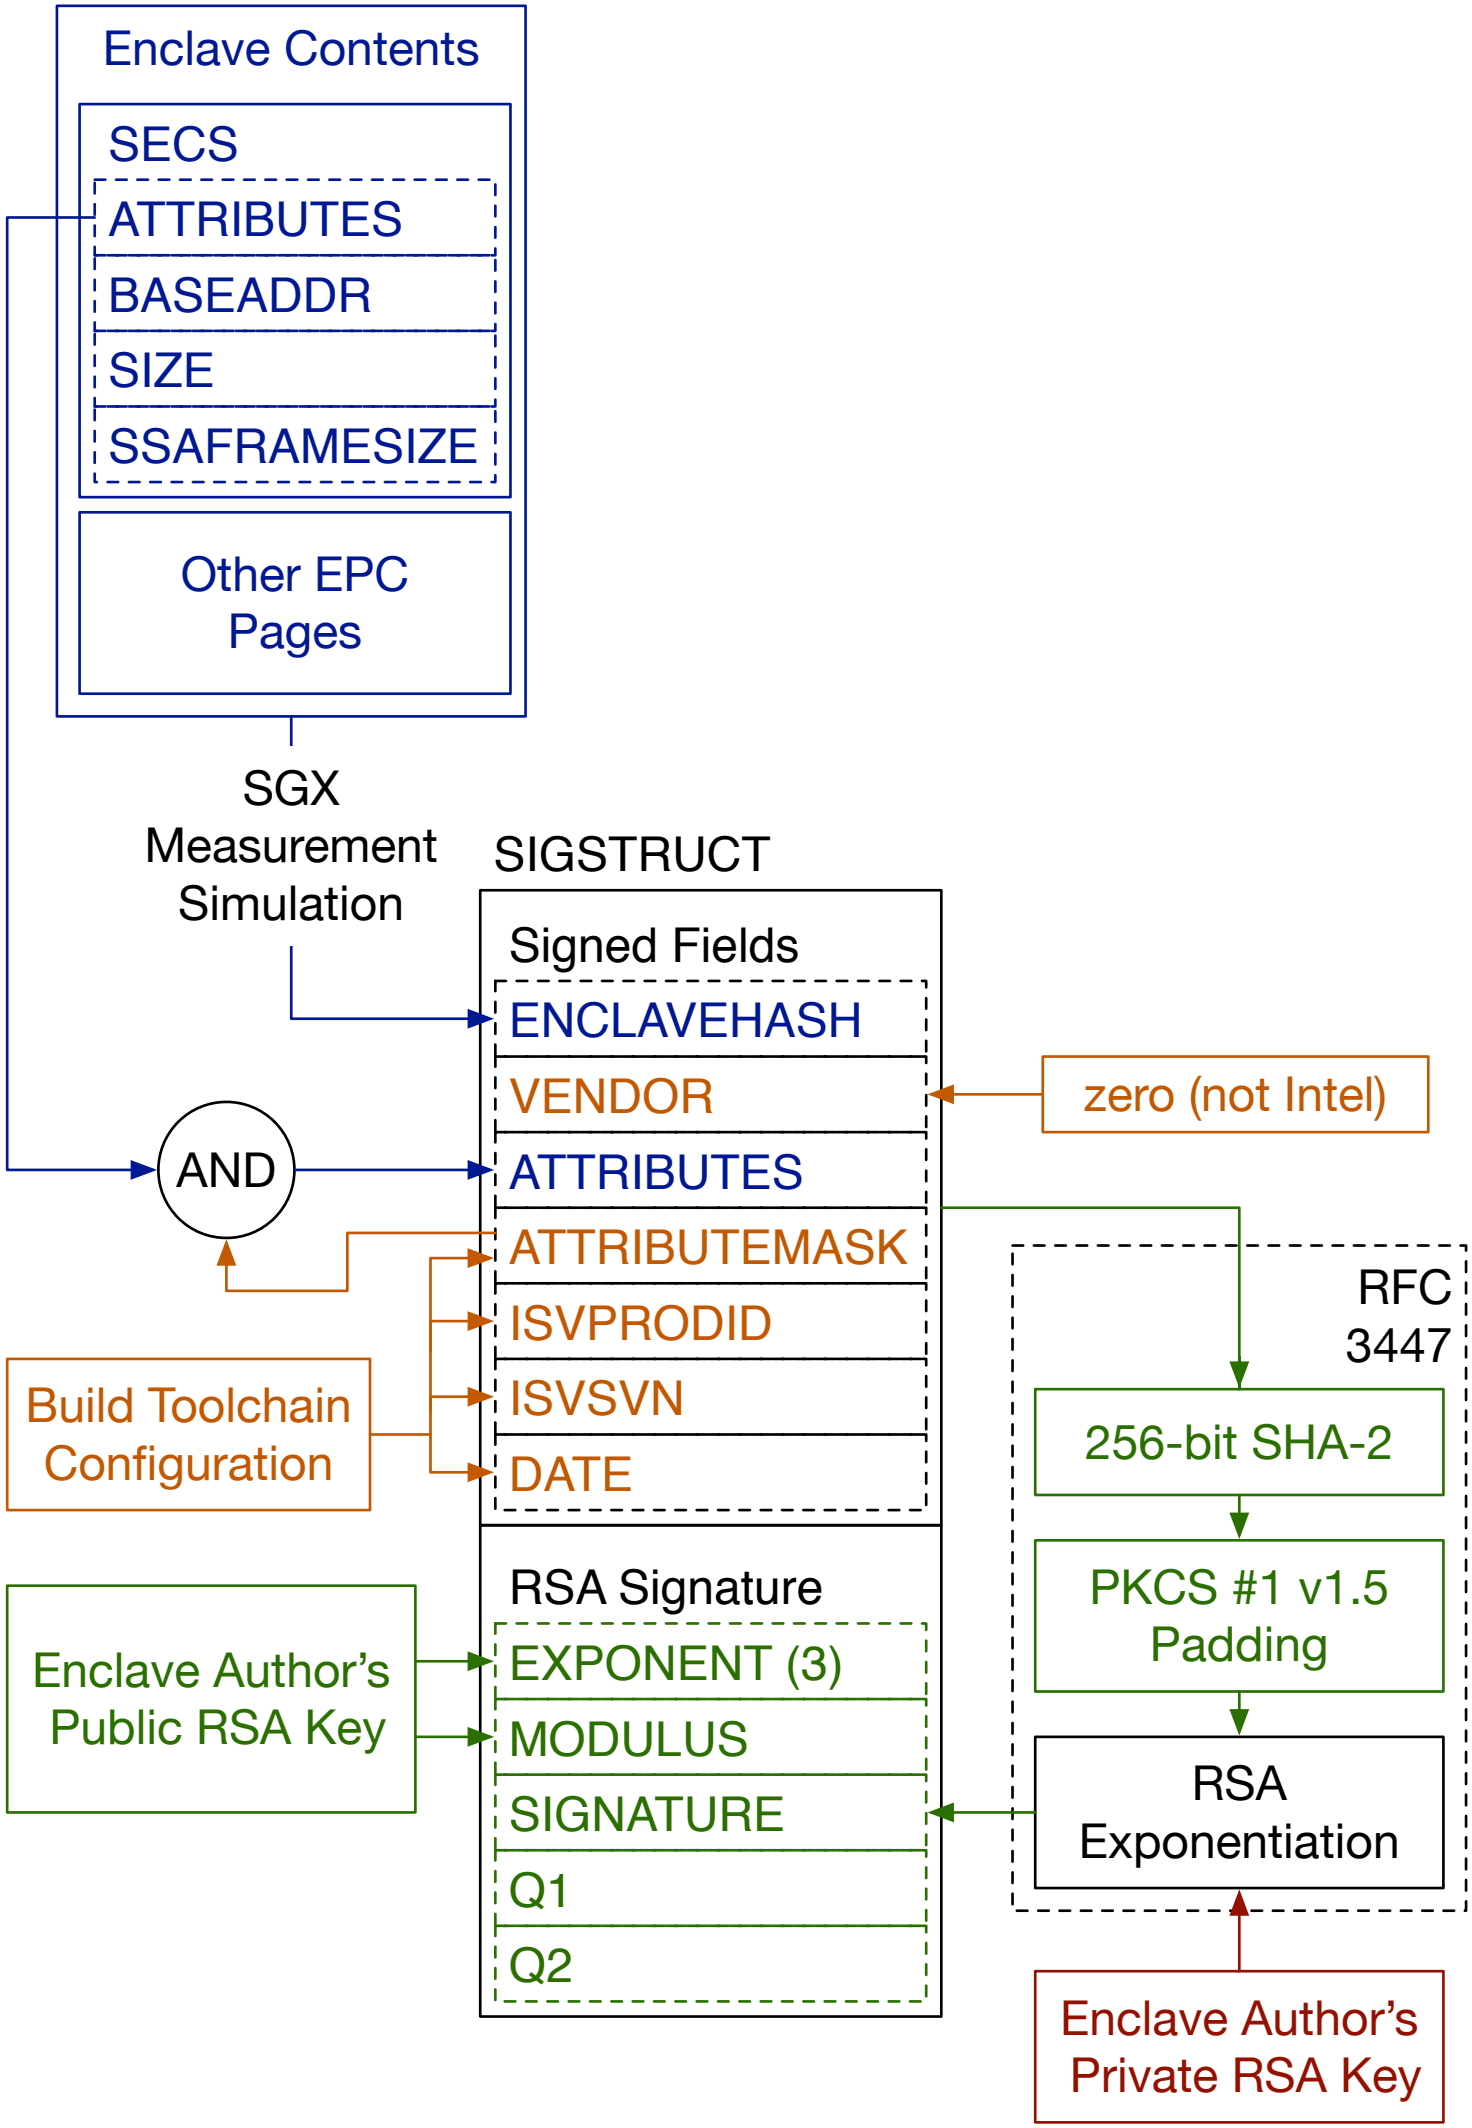 Enclave Contents
SECS
ATTRIBUTES
BASEADDR
SIZE
SSAFRAMESIZE
Other EPC
Pages
SGX
Measurement
Simulation
SIGSTRUCT
Signed Fields
ENCLAVEHASH
VENDOR
ATTRIBUTES
ATTRIBUTEMASK
ISVPRODID
ISVSVN
DATE
zero (not Intel)
AND
Build Toolchain
Configuration
RFC
3447
256-bit SHA-2
PKCS #1 v1.5
Padding
RSA
Exponentiation
RSA Signature
EXPONENT (3)
MODULUS
SIGNATURE
Q1
Q2
Enclave Author’s
Public RSA Key
Enclave Author’s
Private RSA Key